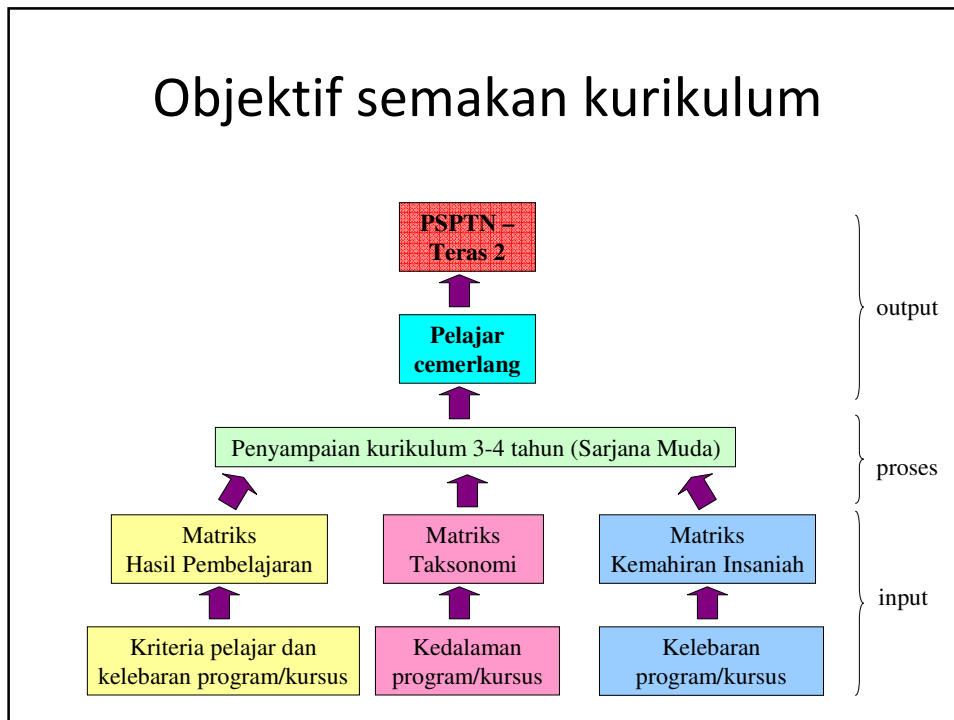 Objektif semakan kurikulum
PSPTN –
Teras 2
output
Pelajar
cemerlang
Penyampaian kurikulum 3-4 tahun (Sarjana Muda)
proses
Matriks
Hasil Pembelajaran
Matriks
Taksonomi
Matriks
Kemahiran Insaniah
input
Kriteria pelajar dan
kelebaran program/kursus
Kedalaman
program/kursus
Kelebaran
program/kursus